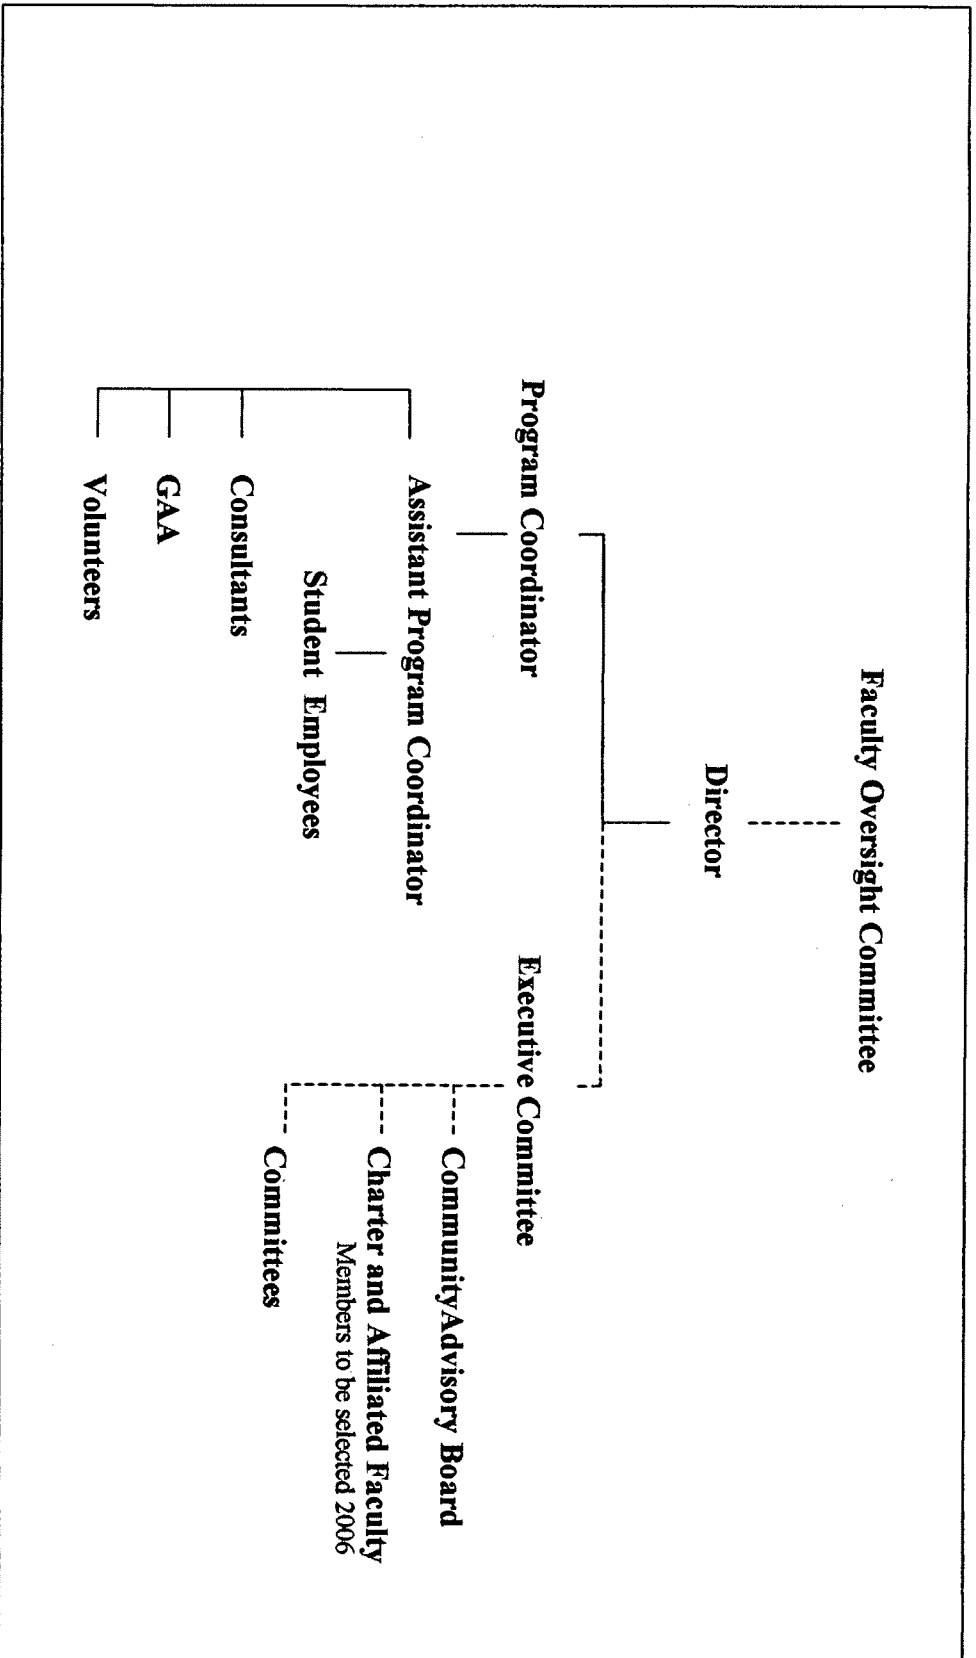 Faculty Oversight Committee
Director
Program Coordinator
Executive Committee
Assistant Program Coordinator
Student Employees
Consultants
GAA
Volunteers
CommunityAdvisory Board
Charter and Affiliated Faculty
Members to be selected 2006
Committees